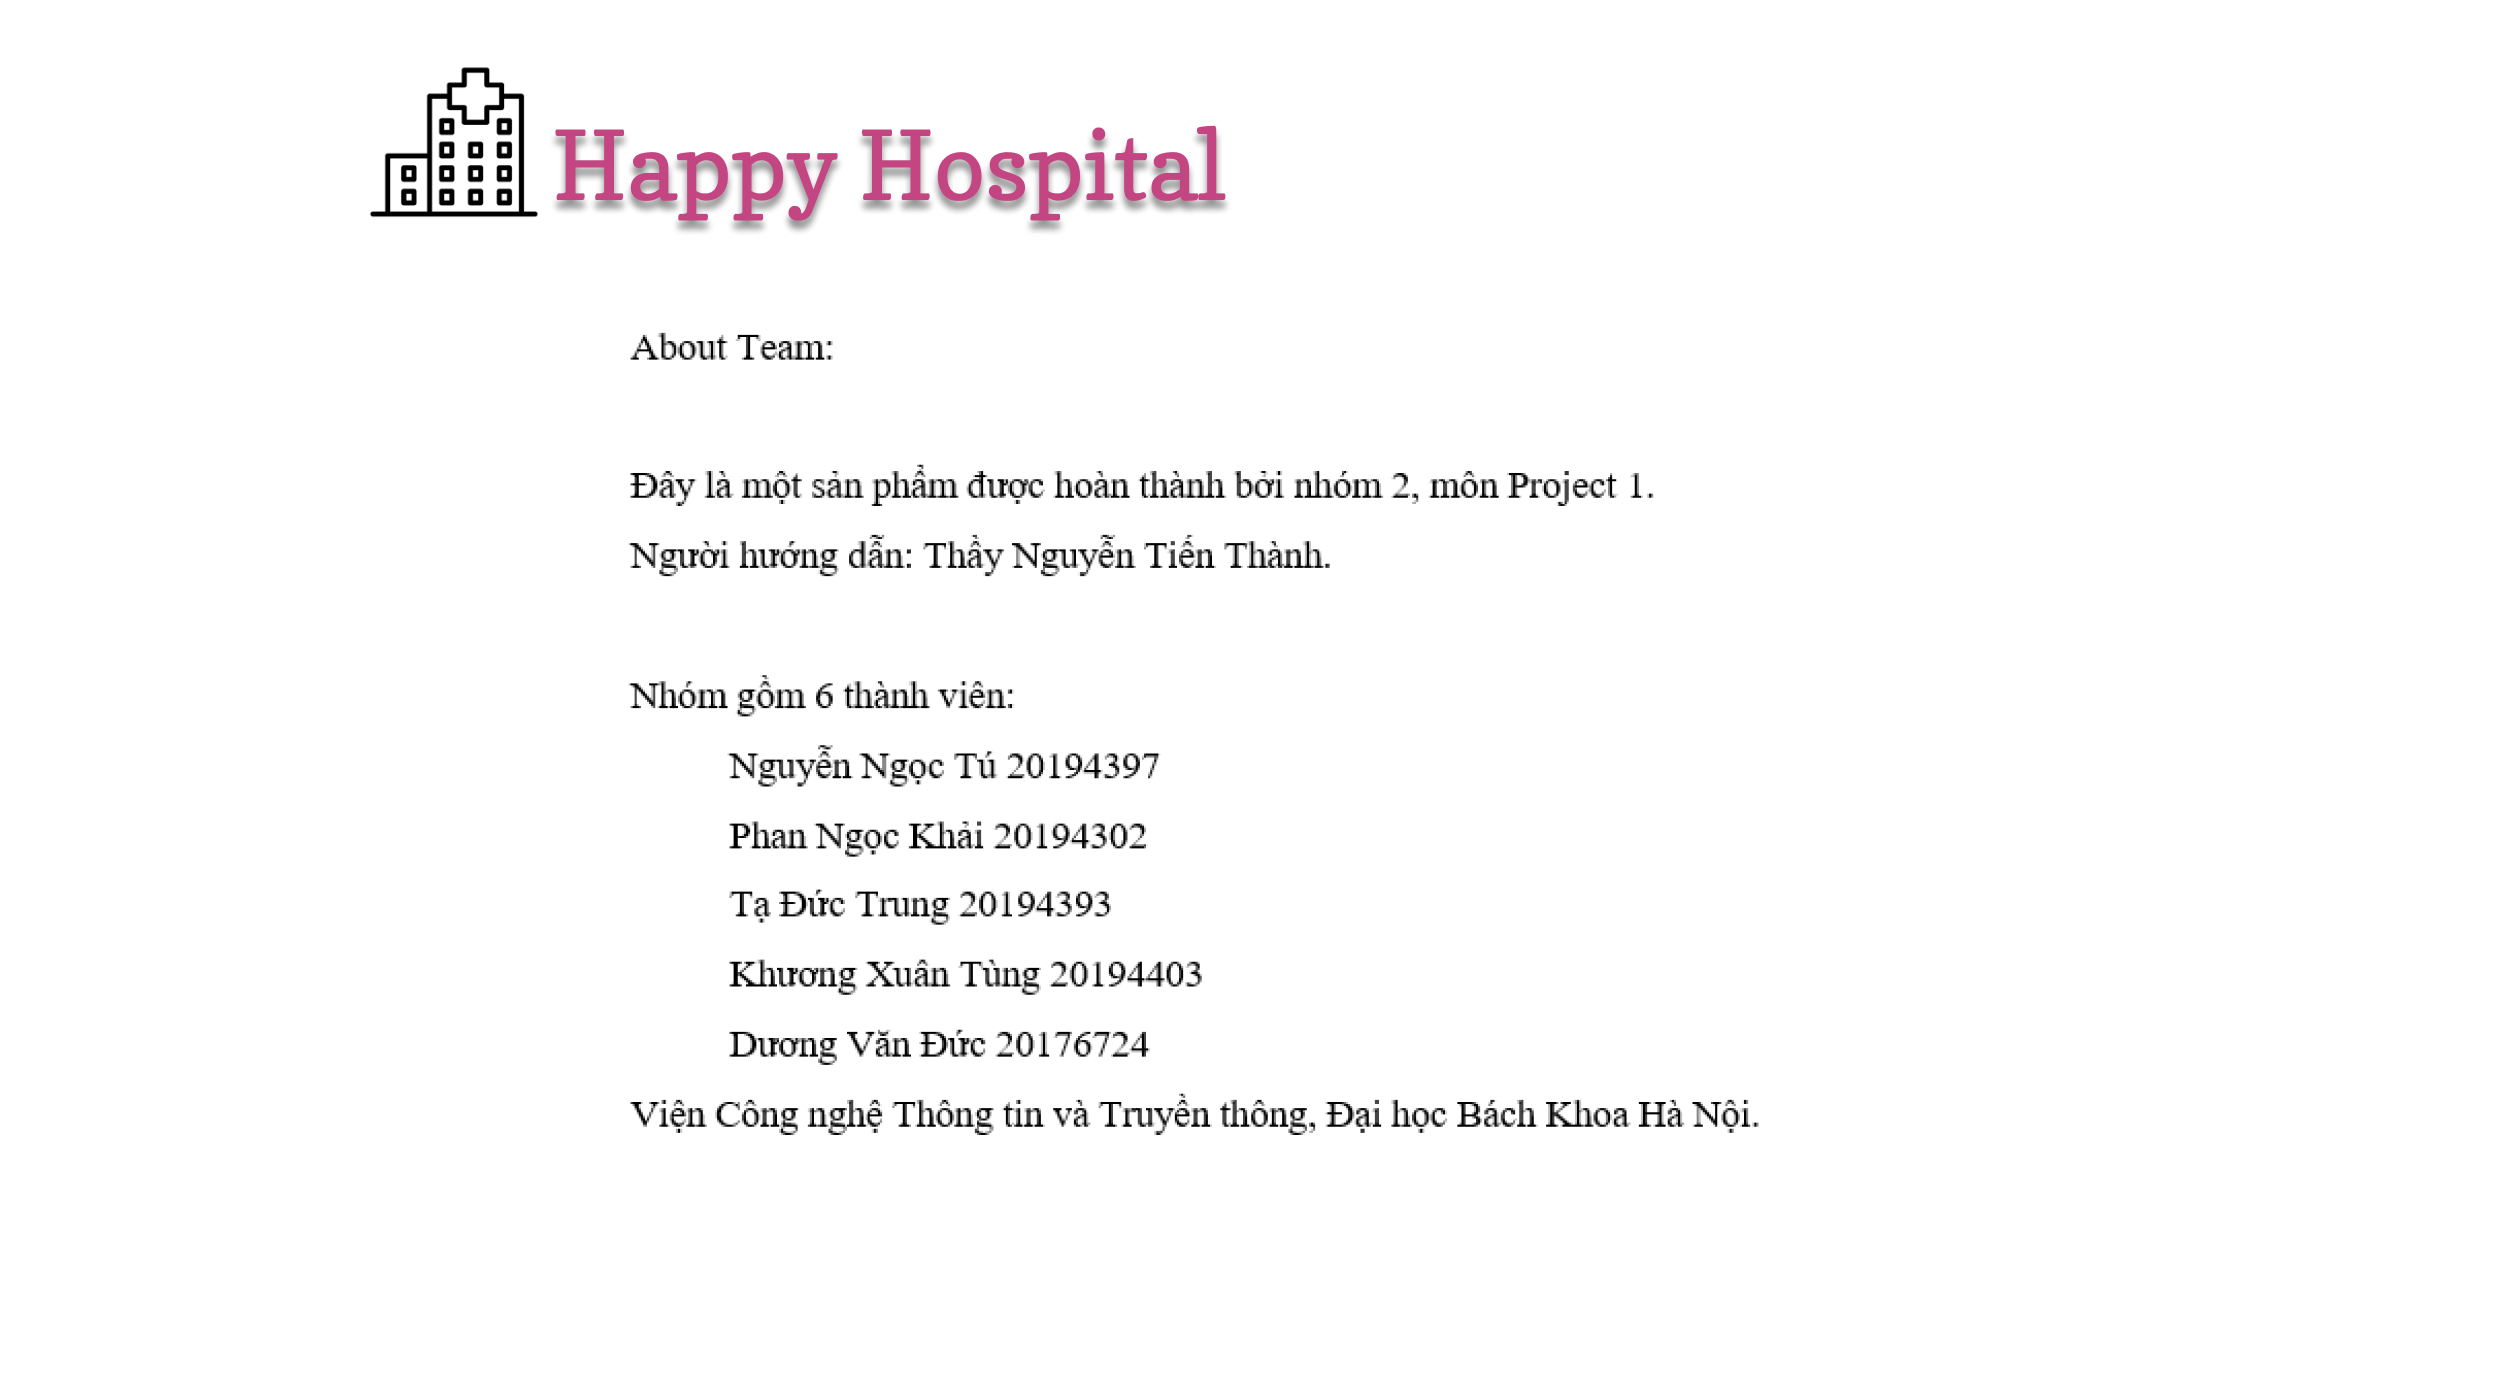 Happy Hospital
About Team:
Đây là một sản phẩm được hoàn thành bởi nhóm 2, môn Project 1.
Người hướng dẫn: Thầy Nguyễn Tiến Thành.
Nhóm gồm 6 thành viên:
Nguyễn Ngọc Tú 20194397
Phan Ngọc Khải 20194302
Tạ Đức Trung 20194393
Khương Xuân Tùng 20194403
Dương Văn Đức 20176724
Viện Công nghệ Thông tin và Truyền thông, Đại học Bách Khoa Hà Nội.